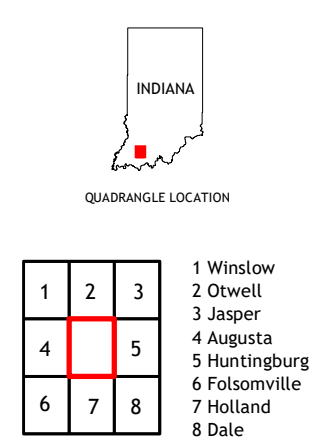 INDIANA
QUADRANGLE LOCATION
1 2 3
4 5
6 7 8
1 Winslow
2 Otwell
3 Jasper
4 Augusta
5 Huntingburg
6 Folsomville
7 Holland
8 Dale